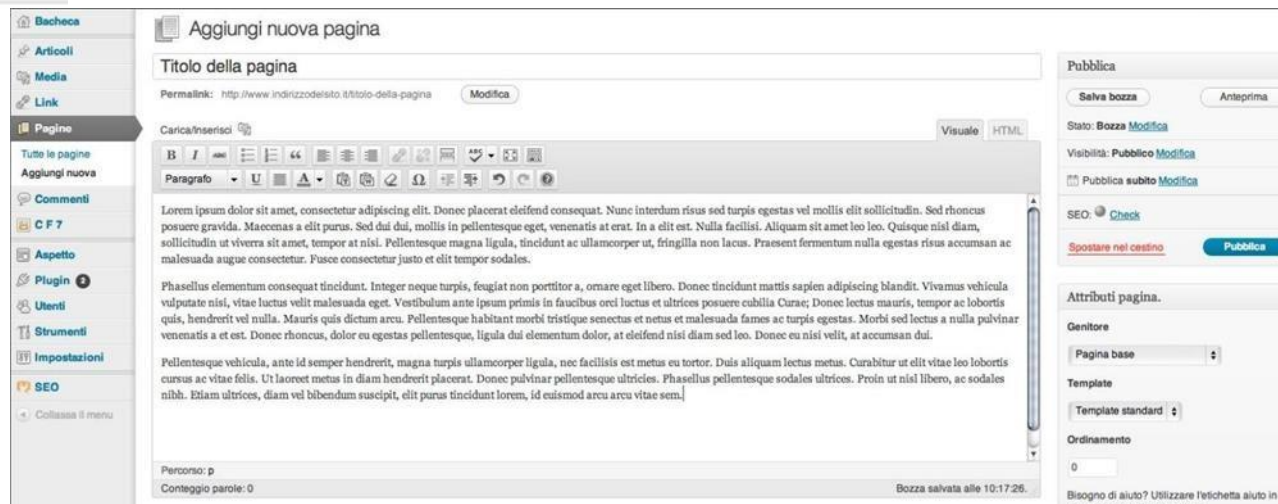 Bacheca
Articoli
Media
Link
Pagine
Tutte le pagine
Aggiungi nuova
Commenti
C F 7
Aspetto
Plugin 2
Utenti
Strumenti
Impostazioni
SEO
Collassa il menu
Aggiungi nuova pagina
Titolo della pagina
Permalink: http://www.indirizzodelsito.it/titolo-della-pagina Modifica
Carica/Inserisci
Visuale HTML
B I ABC
ABC
Paragrafo U A Ω
Lorem ipsum dolor sit amet, consectetur adipiscing elit. Donec placerat eleifend consequat. Nunc interdum risus sed turpis egestas vel mollis elit sollicitudin. Sed rhoncus
posuere gravida. Maecenas a elit purus. Sed dui dui, mollis in pellentesque eget, venenatis at erat. In a elit est. Nulla facilisi. Aliquam sit amet leo leo. Quisque nisl diam,
sollicitudin ut viverra sit amet, tempor at nisi. Pellentesque magna ligula, tincidunt ac ullamcorper ut, fringilla non lacus. Praesent fermentum nulla egestas risus accumsan ac
malesuada augue consectetur. Fusce consectetur justo et elit tempor sodales.
Phasellus elementum consequat tincidunt. Integer neque turpis, feugiat non porttitor a, ornare eget libero. Donec tincidunt mattis sapien adipiscing blandit. Vivamus vehicula
vulputate nisi, vitae luctus velit malesuada eget. Vestibulum ante ipsum primis in faucibus orci luctus et ultrices posuere cubilia Curae; Donec lectus mauris, tempor ac lobortis
quis, hendrerit vel nulla. Mauris quis dictum arcu. Pellentesque habitant morbi tristique senectus et netus et malesuada fames ac turpis egestas. Morbi sed lectus a nulla pulvinar
venenatis a et est. Donec rhoncus, dolor eu egestas pellentesque, ligula dui elementum dolor, at eleifend nisi diam sed leo. Donec eu nisi velit, at accumsan dui.
Pellentesque vehicula, ante id semper hendrerit, magna turpis ullamcorper ligula, nec facilisis est metus eu tortor. Duis aliquam lectus metus. Curabitur ut elit vitae leo lobortis
cursus ac vitae felis. Ut laoreet metus in diam hendrerit placerat. Donec pulvinar pellentesque ultricies. Phasellus pellentesque sodales ultrices. Proin ut nisl libero, ac sodales
nibh. Etiam ultrices, diam vel bibendum suscipit, elit purus tincidunt lorem, id euismod arcu arcu vitae sem.
Percorso: p
Conteggio parole: 0 Bozza salvata alle 10:17:26.
Pubblica
Salva bozza Anteprima
Stato: Bozza Modifica
Visibilità: Pubblico Modifica
Pubblica subito Modifica
SEO: Check
Spostare nel cestino Pubblica
Attributi pagina.
Genitore
Pagina base
Template
Template standard
Ordinamento
0
Bisogno di aiuto? Utilizzare l'etichetta aiuto in